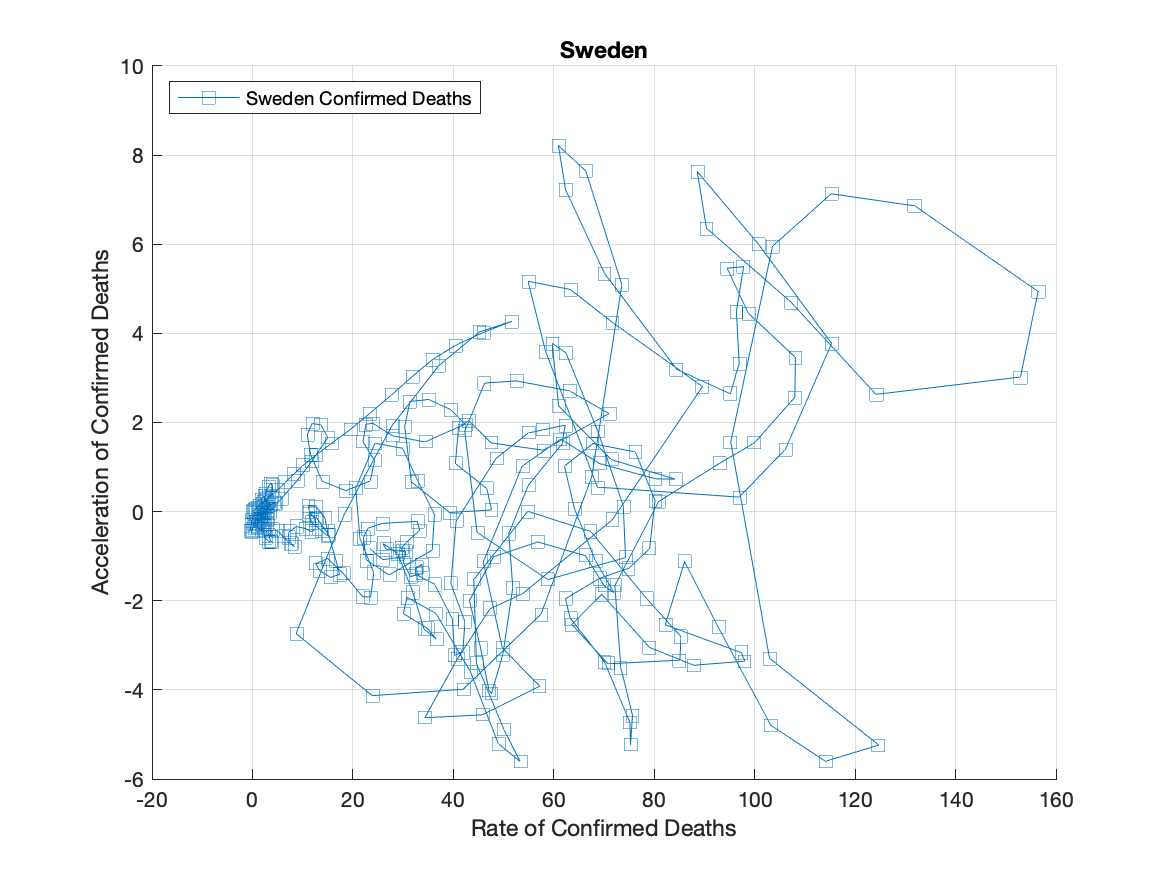 Sweden
10
Sweden Confirmed Deaths
8
6
4
2
0
-2
-4
-6
Acceleration of Confirmed Deaths
-20 0 20 40 60 80 100 120 140 160
Rate of Confirmed Deaths